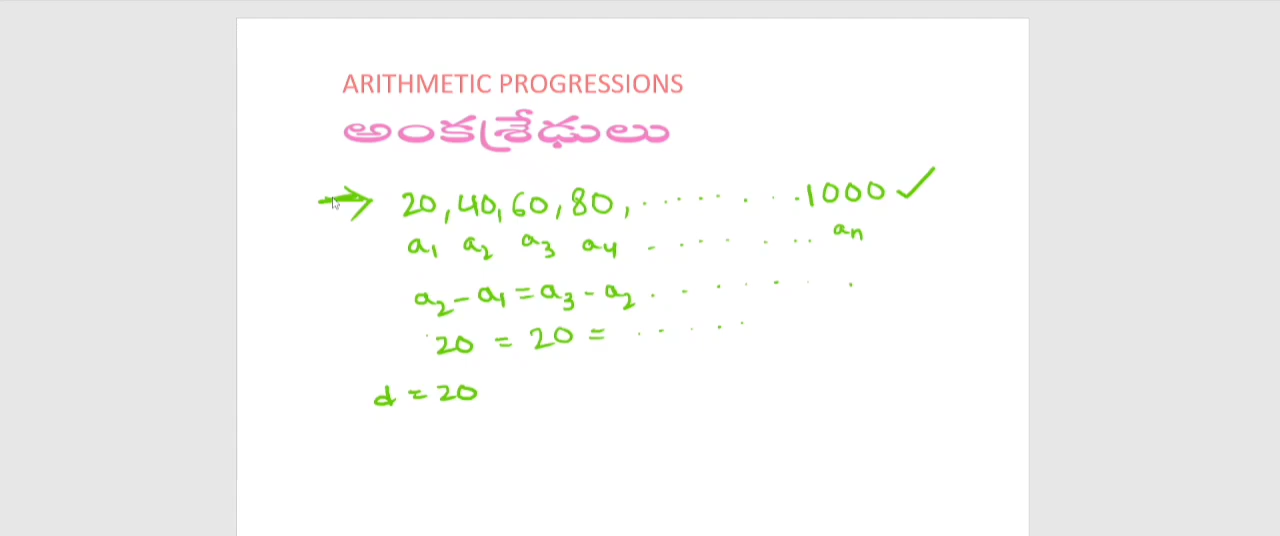 ARITHMETIC PROGRESSIONS
అంకశ్రేఢులు
→ 20, 40, 60, 80, ........ 1000 ✓
a₁ a₂ a₃ a₄ ........ aₙ
a₂ - a₁ = a₃ - a₂ ......
20 = 20 = .....
d = 20